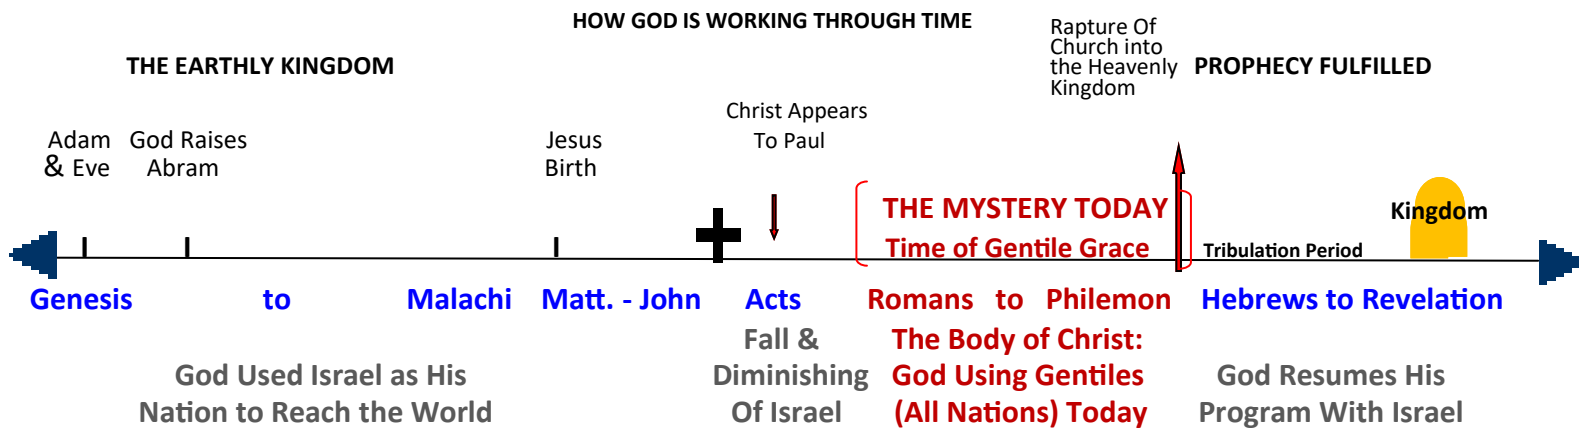 HOW GOD IS WORKING THROUGH TIME
THE EARTHLY KINGDOM
Rapture Of
Church into
the Heavenly
Kingdom
PROPHECY FULFILLED
Adam
& Eve
God Raises
Abram
Jesus
Birth
Christ Appears
To Paul
THE MYSTERY TODAY
Time of Gentile Grace
Tribulation Period
Kingdom
Genesis to Malachi Matt. - John Acts Romans to Philemon Hebrews to Revelation
God Used Israel as His
Nation to Reach the World
Fall &
Diminishing
Of Israel
The Body of Christ:
God Using Gentiles
(All Nations) Today
God Resumes His
Program With Israel